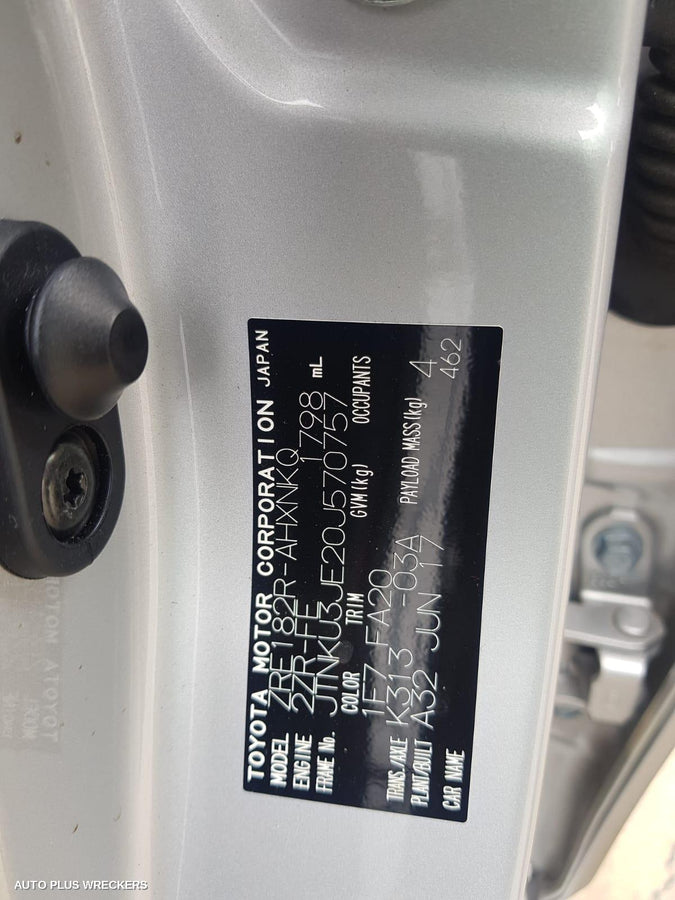 TOYOTA MOTOR CORPORATION JAPAN
MODEL ZRE182R-AHXNKQ
ENGINE 2ZR-FE 1798 mL
FRAME No. JTNKU3JE20J570757
COLOR TRIM GVM(kg) OCCUPANTS
1F7 FA20
TRANS./AXLE K313 -03A PAYLOAD MASS(kg) 4
PLANT/BUILT A32 JUN 17 462
CAR NAME
AUTO PLUS WRECKERS